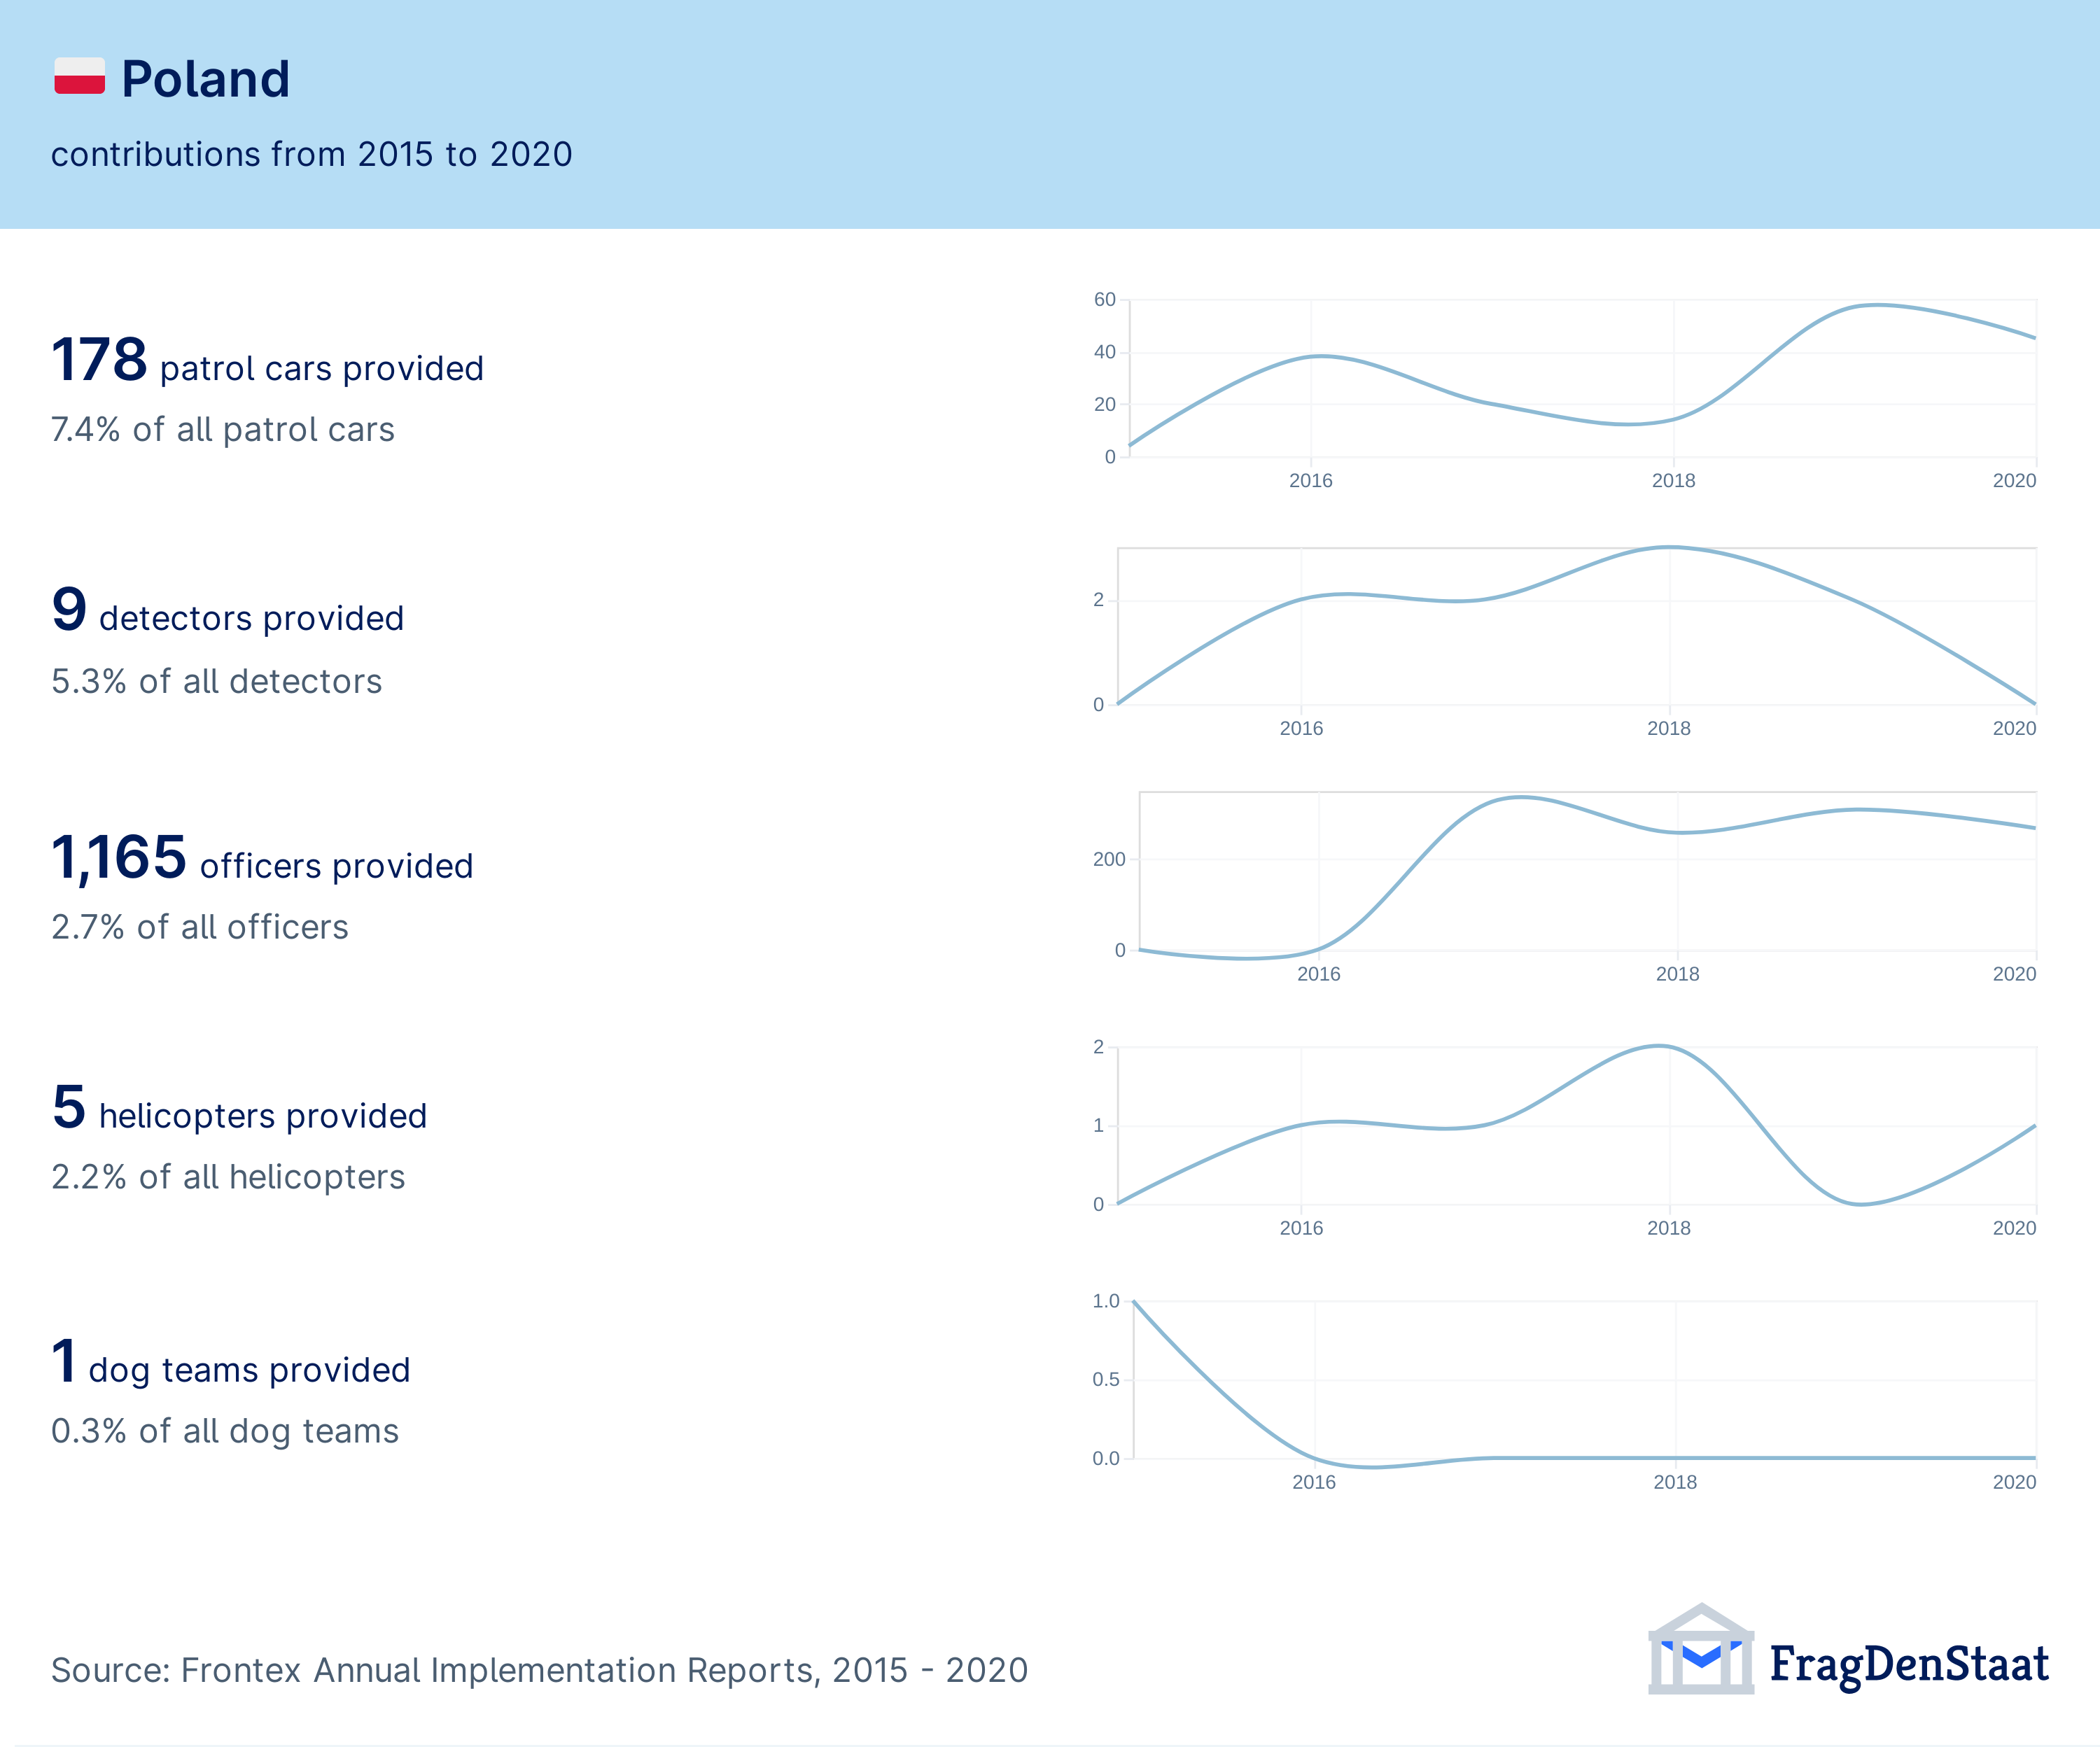 Poland
contributions from 2015 to 2020
178 patrol cars provided
7.4% of all patrol cars
60
40
20
0
2016 2018 2020
9 detectors provided
5.3% of all detectors
2
0
2016 2018 2020
1,165 officers provided
2.7% of all officers
200
0
2016 2018 2020
5 helicopters provided
2.2% of all helicopters
2
1
0
2016 2018 2020
1 dog teams provided
0.3% of all dog teams
1.0
0.5
0.0
2016 2018 2020
Source: Frontex Annual Implementation Reports, 2015 - 2020
FragDenStaat